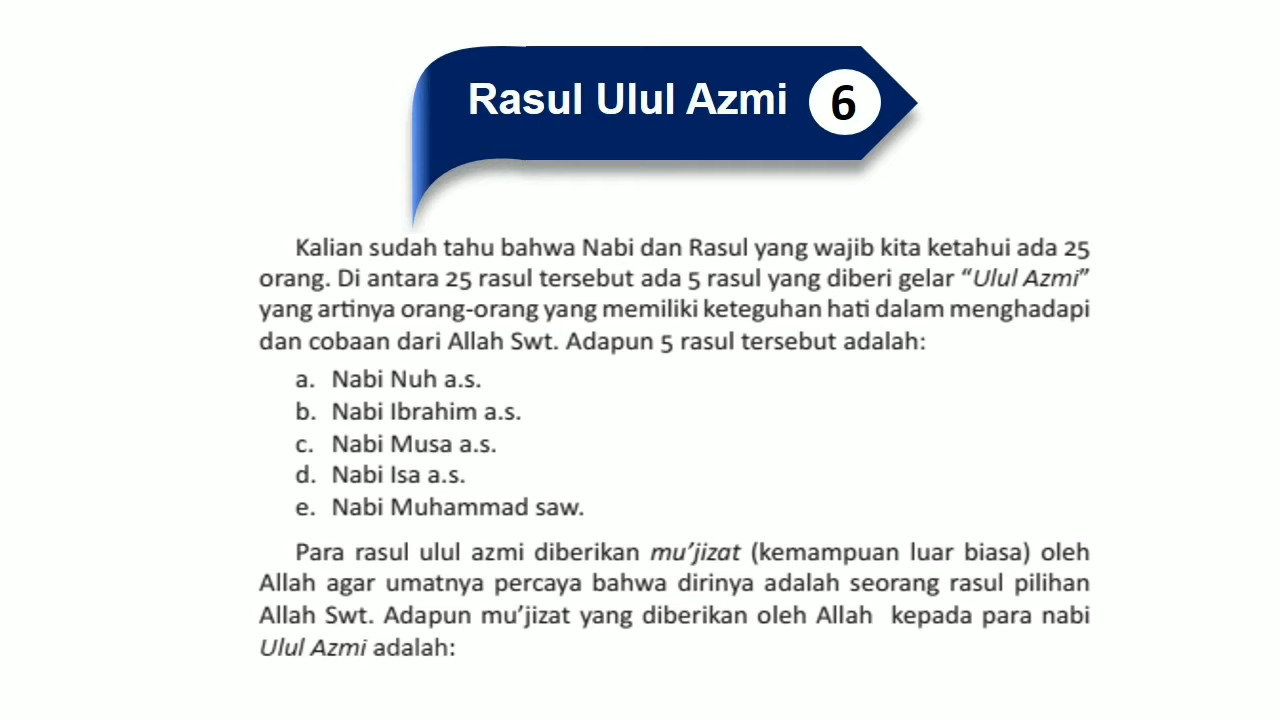 Rasul Ulul Azmi 6
Kalian sudah tahu bahwa Nabi dan Rasul yang wajib kita ketahui ada 25
orang. Di antara 25 rasul tersebut ada 5 rasul yang diberi gelar “Ulul Azmi”
yang artinya orang-orang yang memiliki keteguhan hati dalam menghadapi
dan cobaan dari Allah Swt. Adapun 5 rasul tersebut adalah:
a. Nabi Nuh a.s.
b. Nabi Ibrahim a.s.
c. Nabi Musa a.s.
d. Nabi Isa a.s.
e. Nabi Muhammad saw.
Para rasul ulul azmi diberikan mu’jizat (kemampuan luar biasa) oleh
Allah agar umatnya percaya bahwa dirinya adalah seorang rasul pilihan
Allah Swt. Adapun mu’jizat yang diberikan oleh Allah kepada para nabi
Ulul Azmi adalah: